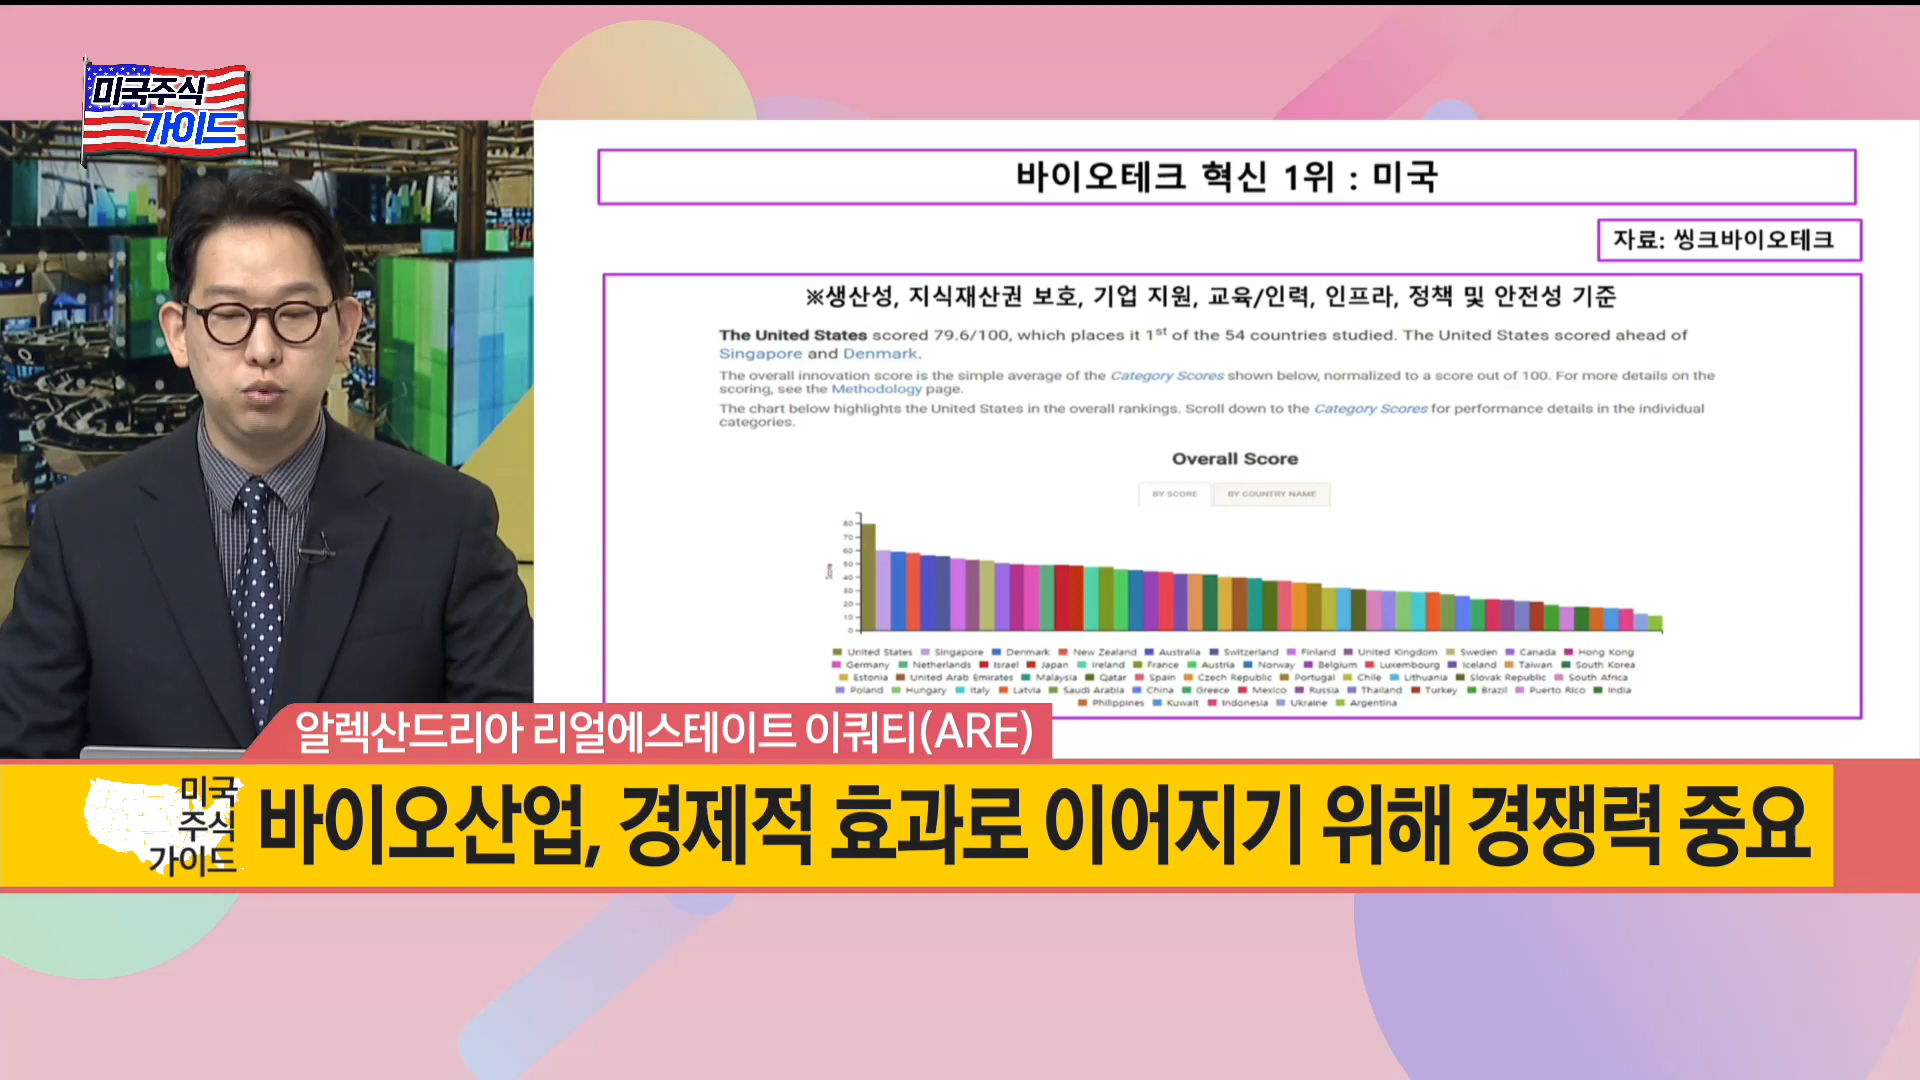 미국주식
가이드
바이오테크 혁신 1위 : 미국
자료: 씽크바이오테크
※생산성, 지식재산권 보호, 기업 지원, 교육/인력, 인프라, 정책 및 안전성 기준
The United States scored 79.6/100, which places it 1st of the 54 countries studied. The United States scored ahead of
Singapore and Denmark.
The overall innovation score is the simple average of the Category Scores shown below, normalized to a score out of 100. For more details on the
scoring, see the Methodology page.
The chart below highlights the United States in the overall rankings. Scroll down to the Category Scores for performance details in the individual
categories.
Overall Score
BY SCORE BY COUNTRY NAME
80
70
60
50
40
30
20
10
0
Score
United States Singapore Denmark New Zealand Australia Switzerland Finland United Kingdom Sweden Canada Hong Kong
Germany Netherlands Israel Japan Ireland France Austria Norway Belgium Luxembourg Iceland Taiwan South Korea
Estonia United Arab Emirates Malaysia Qatar Spain Czech Republic Portugal Chile Lithuania Slovak Republic South Africa
Poland Hungary Italy Latvia Saudi Arabia China Greece Mexico Russia Thailand Turkey Brazil Puerto Rico India
Philippines Kuwait Indonesia Ukraine Argentina
알렉산드리아 리얼에스테이트 이쿼티(ARE)
미국
주식
가이드
바이오산업, 경제적 효과로 이어지기 위해 경쟁력 중요